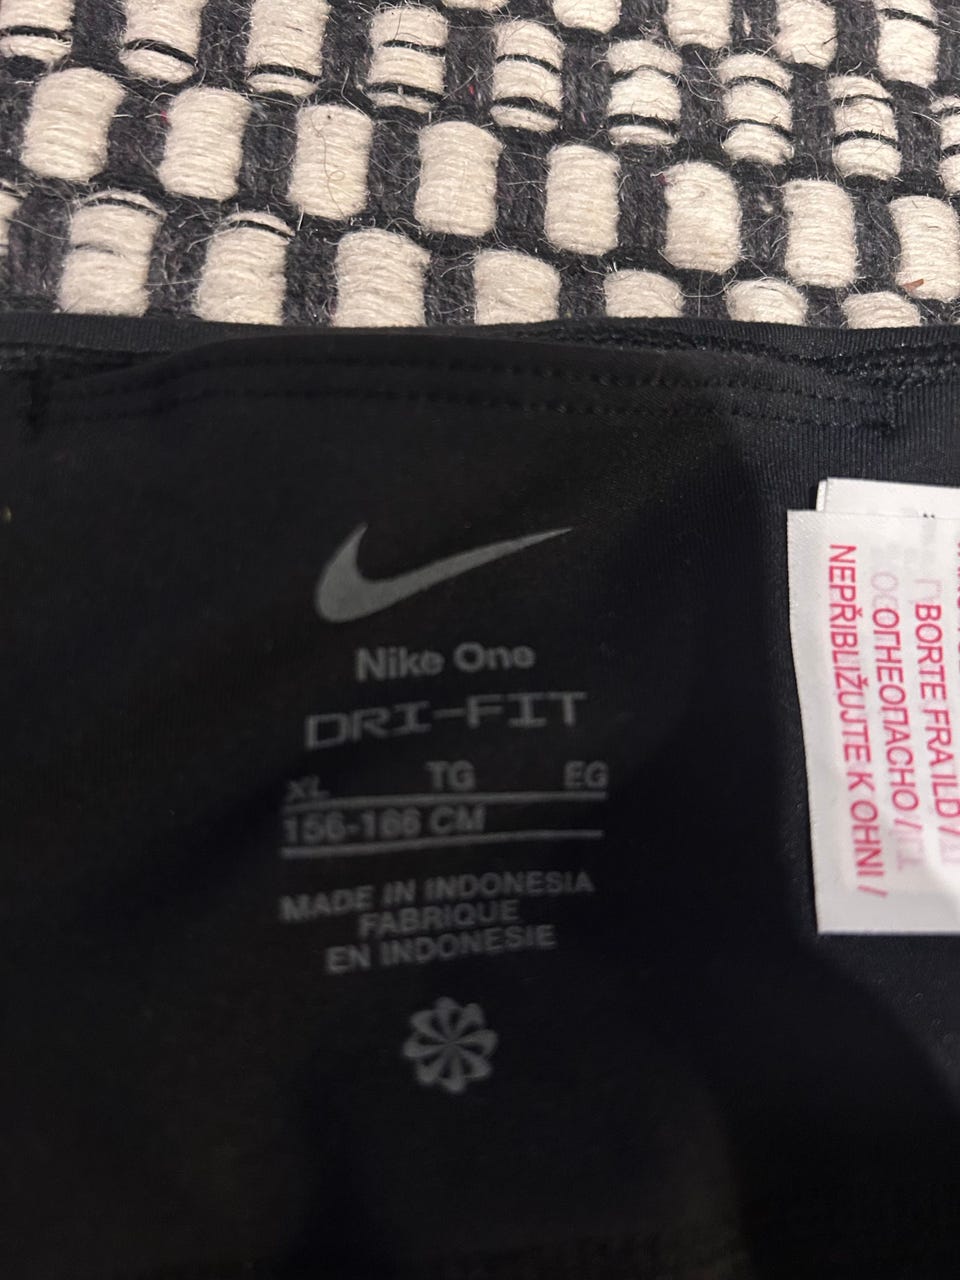 Nike One
DRI-FIT
XL TG EG
156-166 CM
MADE IN INDONESIA
FABRIQUE
EN INDONESIE
BORTE FRA ILD /
ОГНЕОПАСНО /
NEPŘIBLIŽUJTE K OHNI /